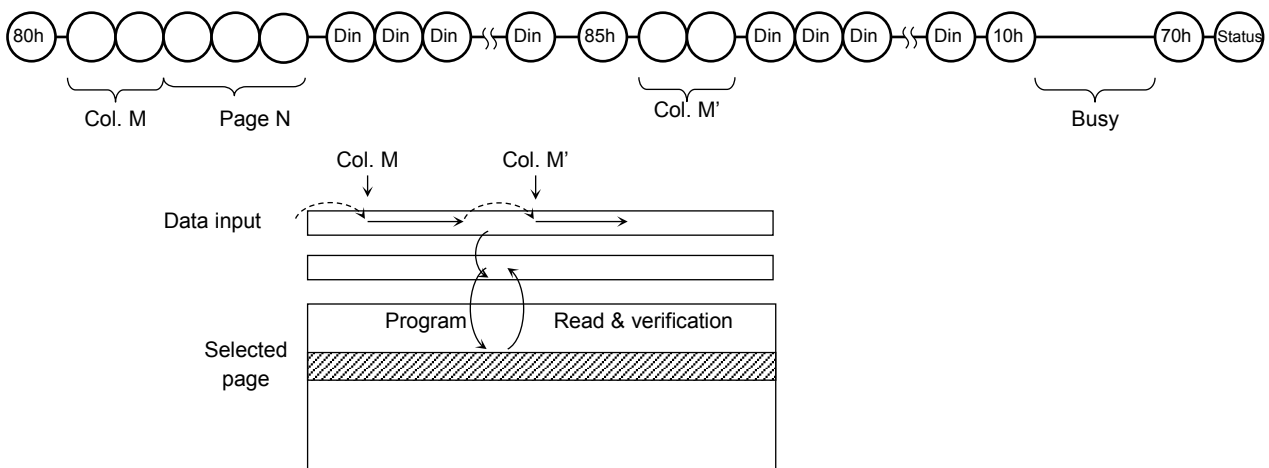 80h Din Din Din Din 85h Din Din Din Din 10h 70h Status
Col. M Page N Col. M’ Busy
Col. M Col. M’
Data input
Program Read & verification
Selected
page